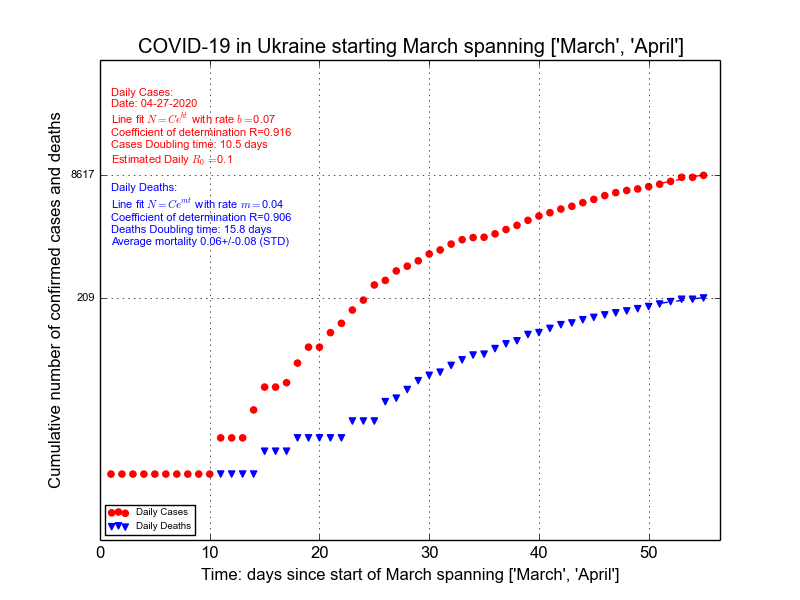 COVID-19 in Ukraine starting March spanning ['March', 'April']
Daily Cases:
Date: 04-27-2020
Line fit N=Ce^{bt} with rate b=0.07
Coefficient of determination R=0.916
Cases Doubling time: 10.5 days
Estimated Daily R_0=0.1
Daily Deaths:
Line fit N=Ce^{mt} with rate m=0.04
Coefficient of determination R=0.906
Deaths Doubling time: 15.8 days
Average mortality 0.06+/-0.08 (STD)
Cumulative number of confirmed cases and deaths
8617
209
Daily Cases
Daily Deaths
0 10 20 30 40 50
Time: days since start of March spanning ['March', 'April']